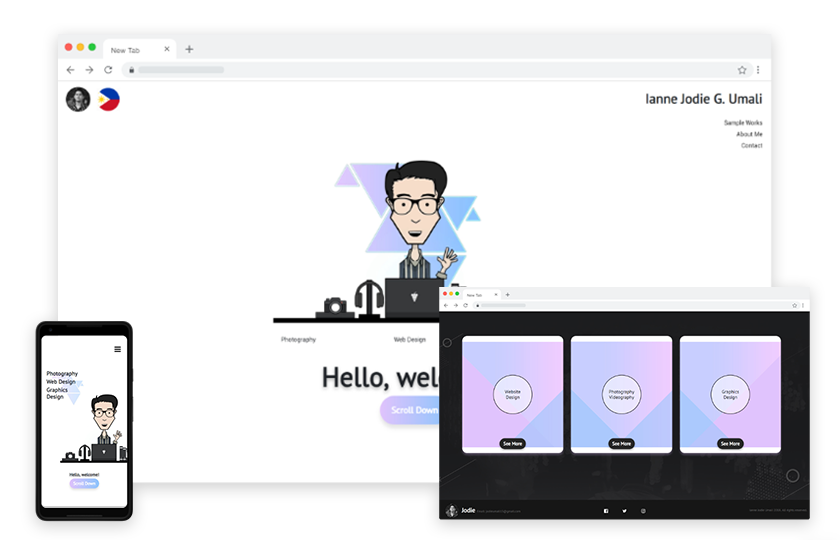 New Tab
Ianne Jodie G. Umali
Sample Works
About Me
Contact
Photography
Web Design
Hello, welc
Scroll Down
Photography
Web Design
Graphics
Design
Hello, welcome!
Scroll Down
New Tab
Website
Design
Photography
Videography
Graphics
Design
See More
See More
See More
Jodie